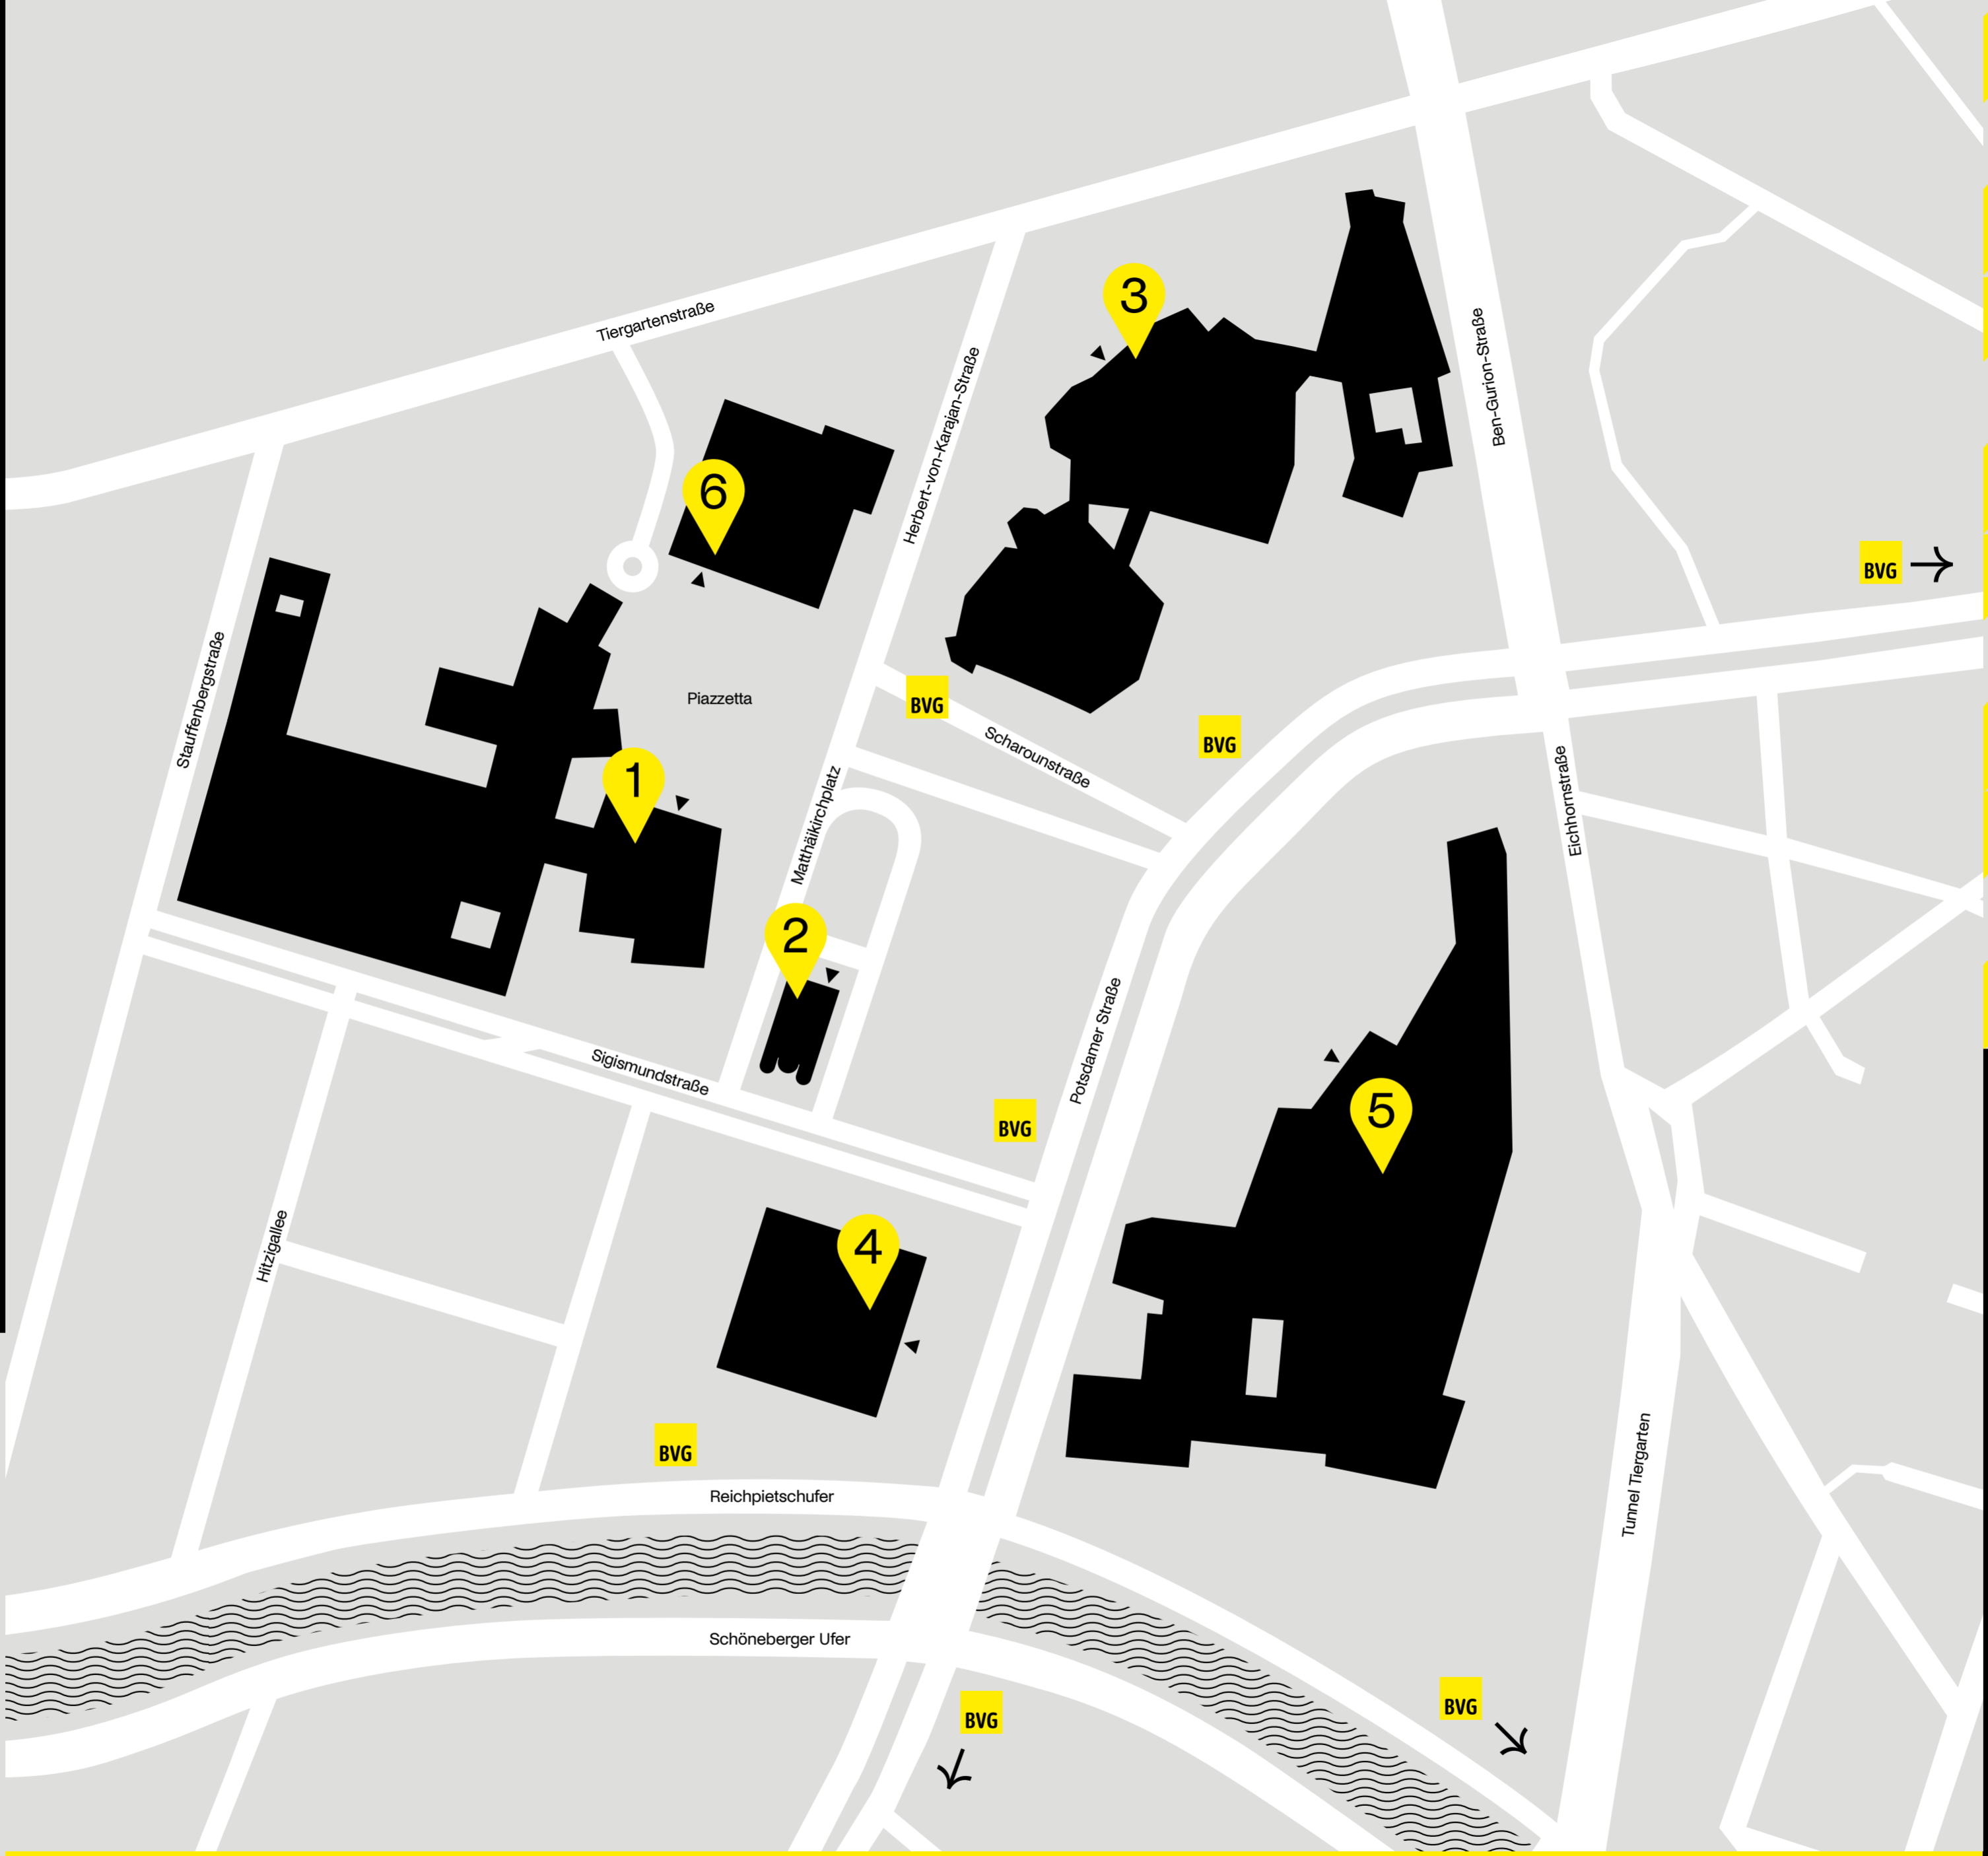 Tiergartenstraße
3
Ben-Gurion-Straße
Herbert-von-Karajan-Straße
6
BVG
Stauffenbergstraße
Piazzetta
BVG
BVG
Scharounstraße
1
Matthäikirchplatz
Eichhornstraße
2
Potsdamer Straße
Sigismundstraße
BVG
5
Hitzigallee
4
BVG
Reichpietschufer
Tunnel Tiergarten
Schöneberger Ufer
BVG
BVG